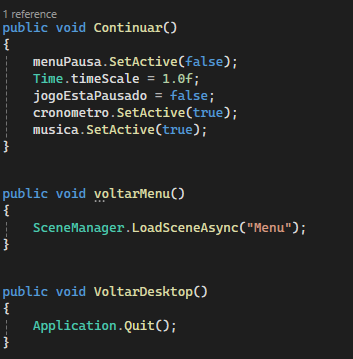 1 reference
public void Continuar()
{
menuPausa.SetActive(false);
Time.timeScale = 1.0f;
jogoEstaPausado = false;
cronometro.SetActive(true);
musica.SetActive(true);
}
public void voltarMenu()
{
SceneManager.LoadSceneAsync("Menu");
}
public void VoltarDesktop()
{
Application.Quit();
}